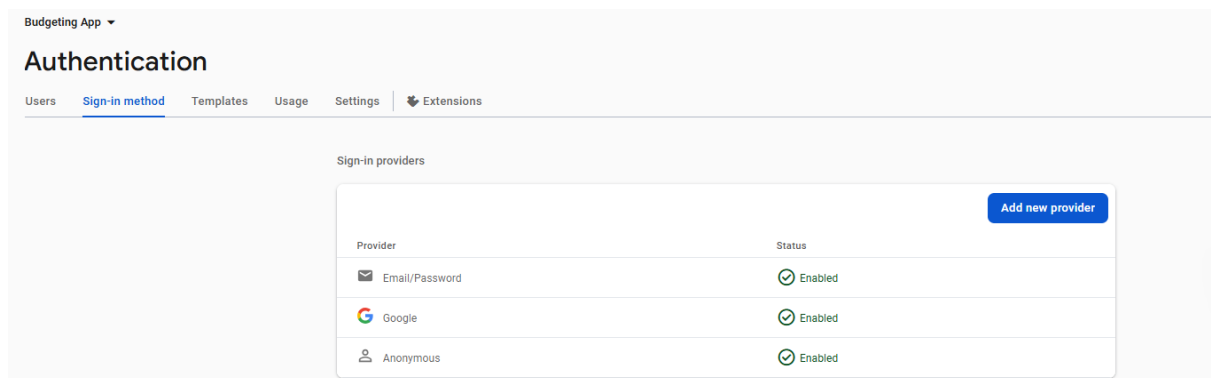 Budgeting App
Authentication
Users Sign-in method Templates Usage Settings Extensions
Sign-in providers
Add new provider
Provider Status
Email/Password Enabled
Google Enabled
Anonymous Enabled